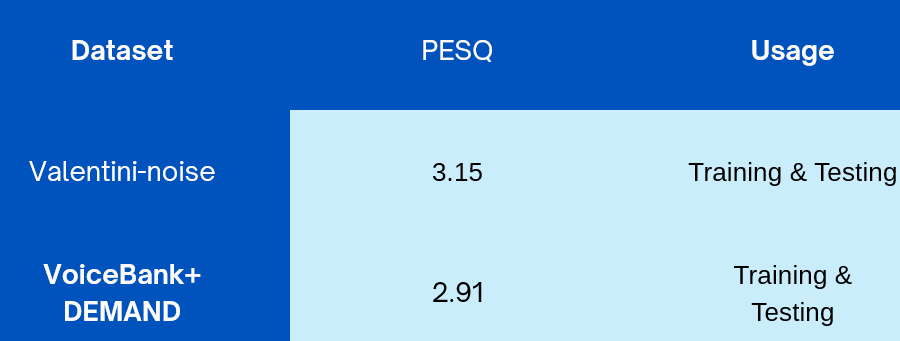 Dataset PESQ Usage
Valentini-noise 3.15 Training & Testing
VoiceBank+ Training &
DEMAND 2.91 Testing